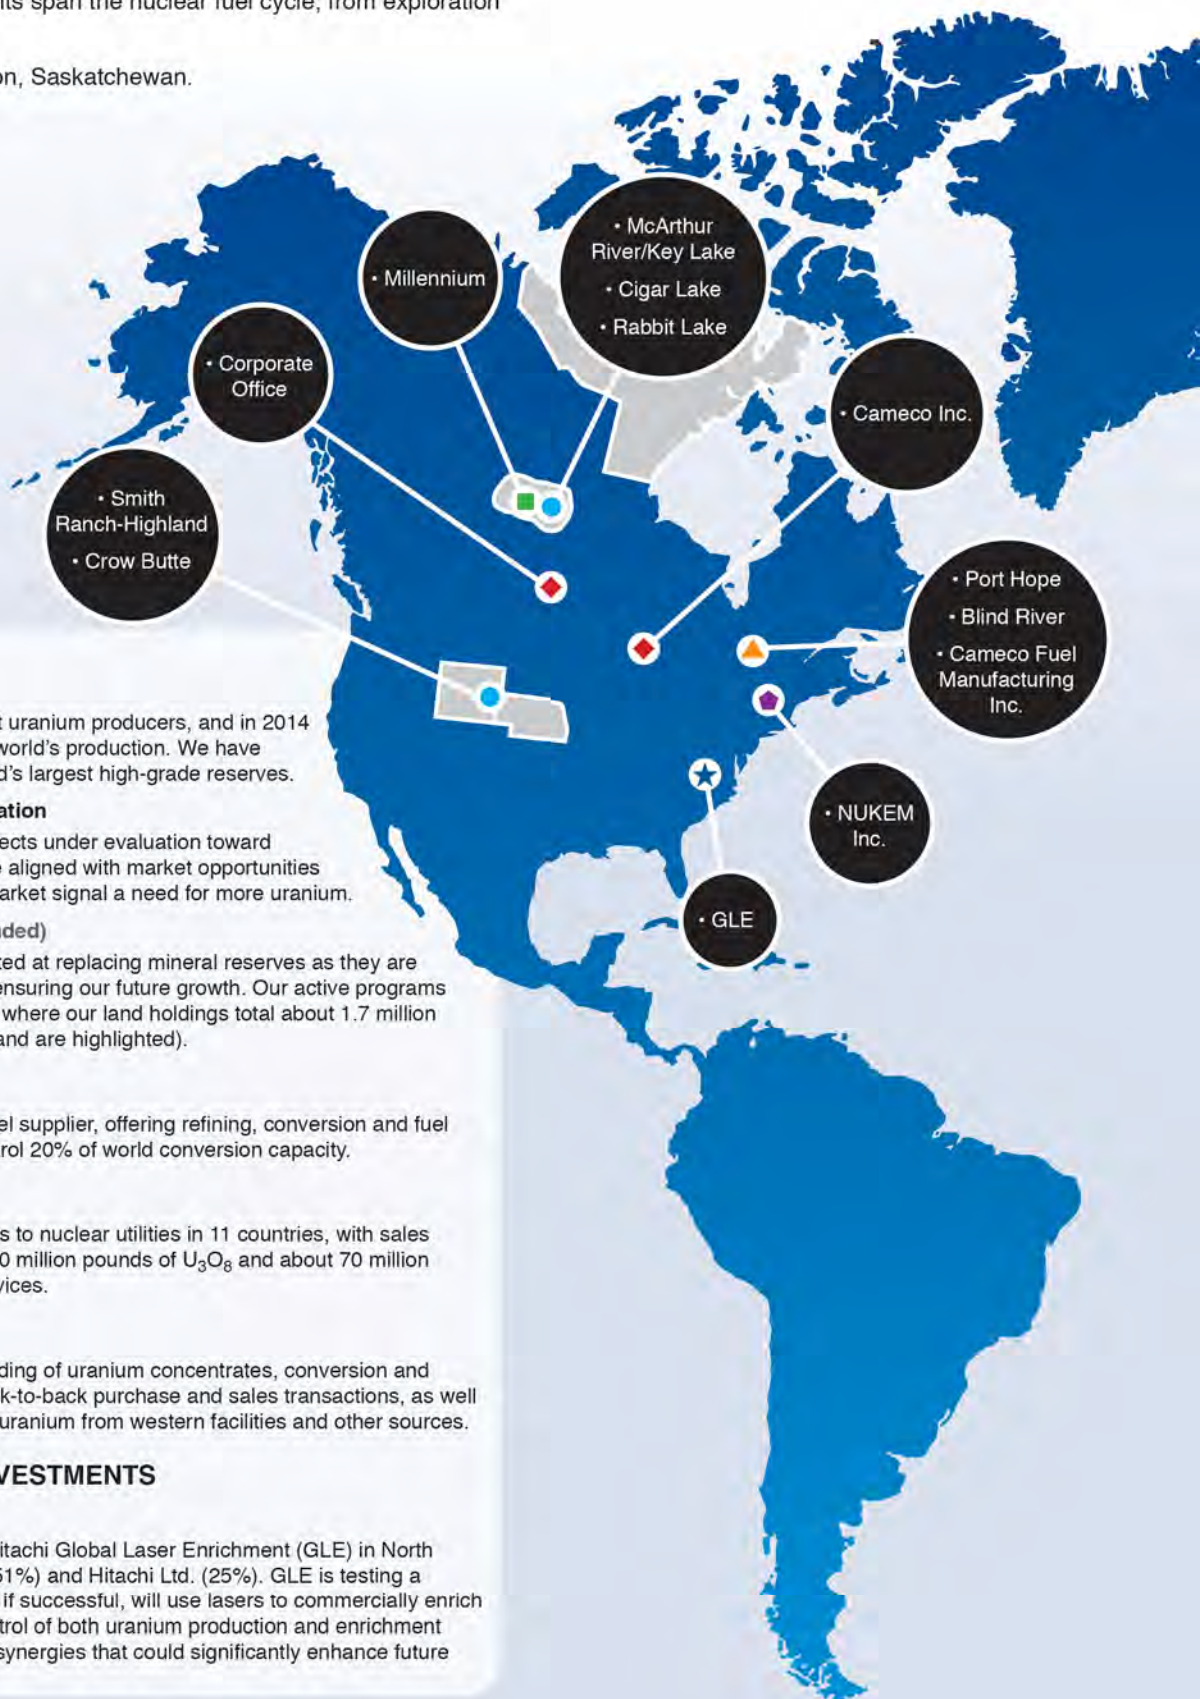 its span the nuclear fuel cycle, from exploration
on, Saskatchewan.
• McArthur
River/Key Lake
• Cigar Lake
• Rabbit Lake
• Millennium
• Corporate
Office
• Cameco Inc.
• Smith
Ranch-Highland
• Crow Butte
• Port Hope
• Blind River
• Cameco Fuel
Manufacturing
Inc.
• NUKEM
Inc.
• GLE
t uranium producers, and in 2014
world's production. We have
d's largest high-grade reserves.
ation
ects under evaluation toward
e aligned with market opportunities
arket signal a need for more uranium.
ded)
ted at replacing mineral reserves as they are
ensuring our future growth. Our active programs
where our land holdings total about 1.7 million
and are highlighted).
el supplier, offering refining, conversion and fuel
rol 20% of world conversion capacity.
s to nuclear utilities in 11 countries, with sales
0 million pounds of U₃O₈ and about 70 million
vices.
ding of uranium concentrates, conversion and
k-to-back purchase and sales transactions, as well
uranium from western facilities and other sources.
VESTMENTS
itachi Global Laser Enrichment (GLE) in North
51%) and Hitachi Ltd. (25%). GLE is testing a
if successful, will use lasers to commercially enrich
trol of both uranium production and enrichment
synergies that could significantly enhance future